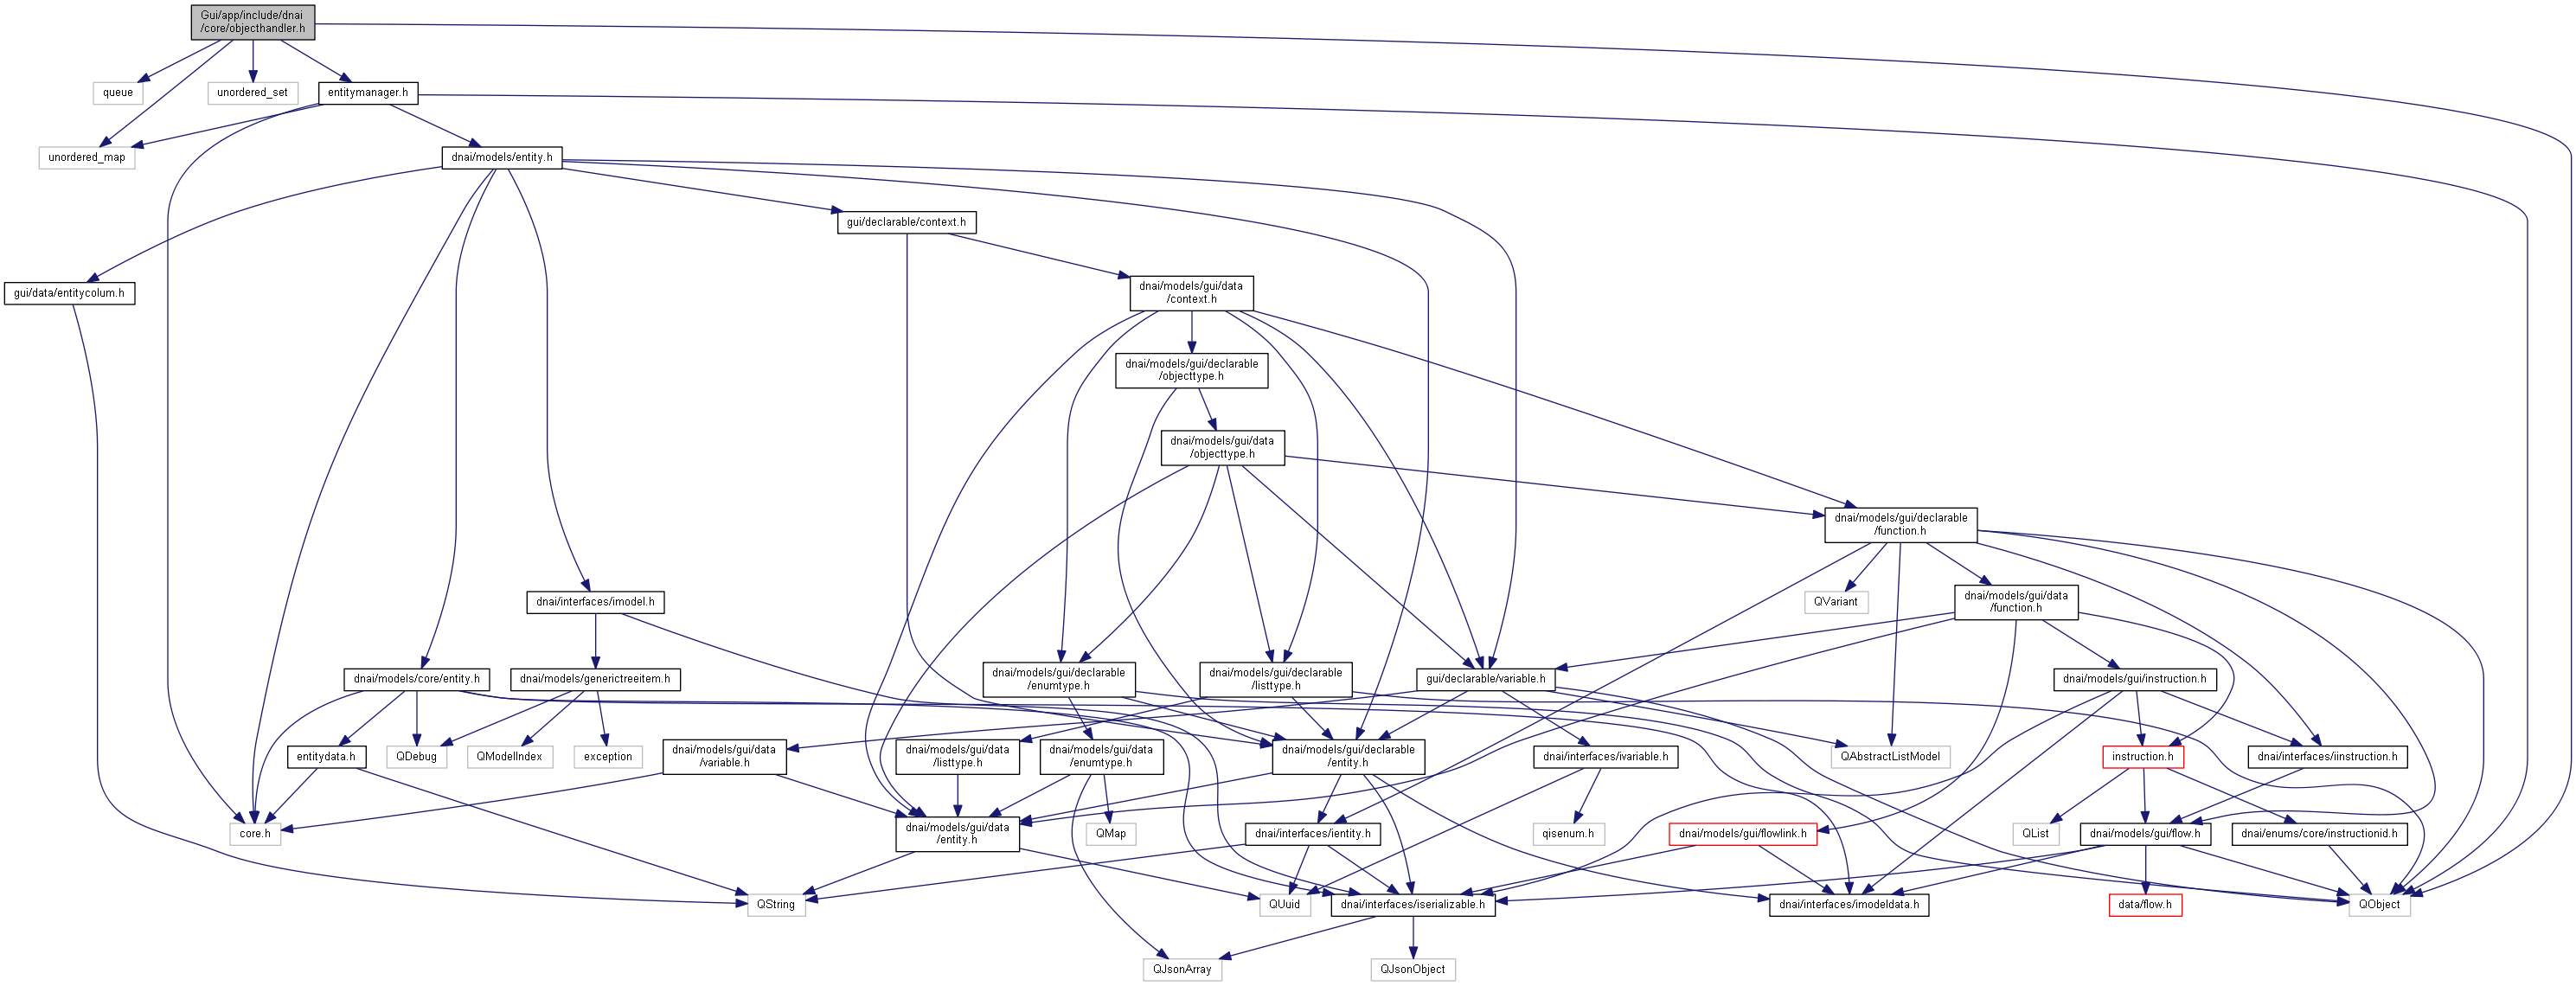 Gui/app/include/dnai
/core/objecthandler.h
queue
unordered_set
entitymanager.h
unordered_map
dnai/models/entity.h
gui/declarable/context.h
gui/data/entitycolum.h
dnai/models/gui/data
/context.h
dnai/models/gui/declarable
/objecttype.h
dnai/models/gui/data
/objecttype.h
dnai/models/gui/declarable
/function.h
dnai/interfaces/imodel.h
QVariant
dnai/models/gui/data
/function.h
dnai/models/core/entity.h
dnai/models/generictreeitem.h
dnai/models/gui/declarable
/enumtype.h
dnai/models/gui/declarable
/listtype.h
gui/declarable/variable.h
dnai/models/gui/instruction.h
entitydata.h
QDebug
QModelIndex
exception
dnai/models/gui/data
/variable.h
dnai/models/gui/data
/listtype.h
dnai/models/gui/data
/enumtype.h
dnai/models/gui/declarable
/entity.h
dnai/interfaces/ivariable.h
QAbstractListModel
instruction.h
dnai/interfaces/iinstruction.h
core.h
dnai/models/gui/data
/entity.h
QMap
dnai/interfaces/ientity.h
qisenum.h
dnai/models/gui/flowlink.h
QList
dnai/models/gui/flow.h
dnai/enums/core/instructionid.h
QString
QUuid
dnai/interfaces/iserializable.h
dnai/interfaces/imodeldata.h
data/flow.h
QObject
QJsonArray
QJsonObject